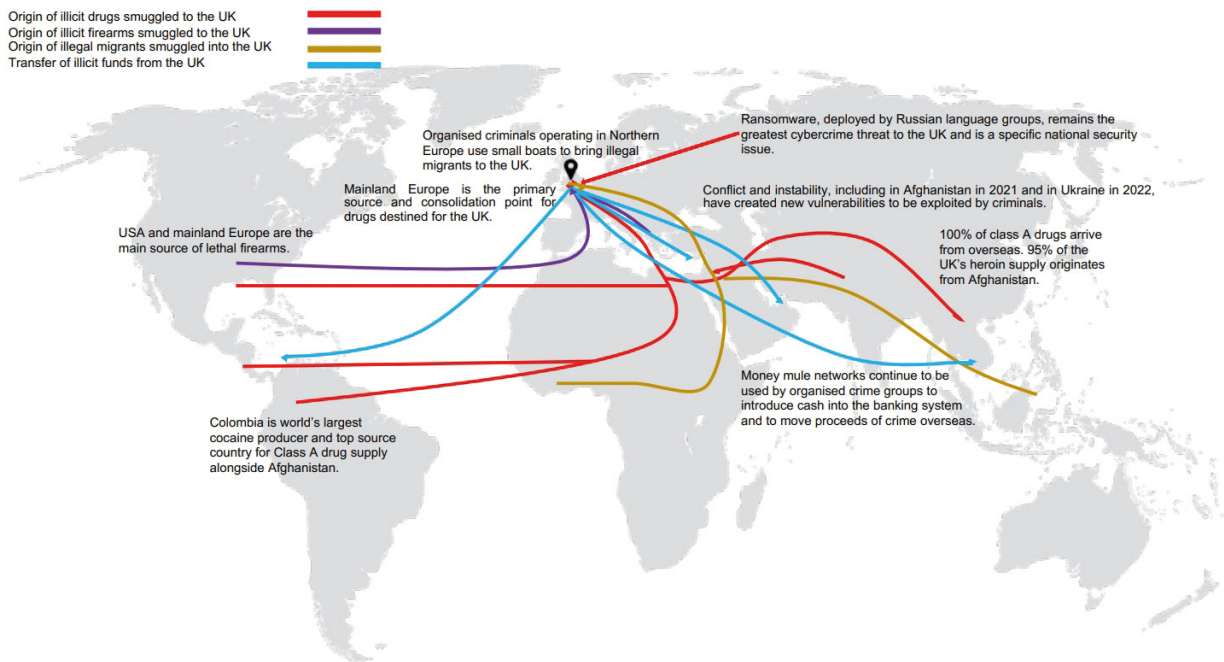 Origin of illicit drugs smuggled to the UK
Origin of illicit firearms smuggled to the UK
Origin of illegal migrants smuggled into the UK
Transfer of illicit funds from the UK
Ransomware, deployed by Russian language groups, remains the
greatest cybercrime threat to the UK and is a specific national security
issue.
Organised criminals operating in Northern
Europe use small boats to bring illegal
migrants to the UK.
Mainland Europe is the primary
source and consolidation point for
drugs destined for the UK.
Conflict and instability, including in Afghanistan in 2021 and in Ukraine in 2022,
have created new vulnerabilities to be exploited by criminals.
USA and mainland Europe are the
main source of lethal firearms.
100% of class A drugs arrive
from overseas. 95% of the
UK's heroin supply originates
from Afghanistan.
Money mule networks continue to be
used by organised crime groups to
introduce cash into the banking system
and to move proceeds of crime overseas.
Colombia is world's largest
cocaine producer and top source
country for Class A drug supply
alongside Afghanistan.